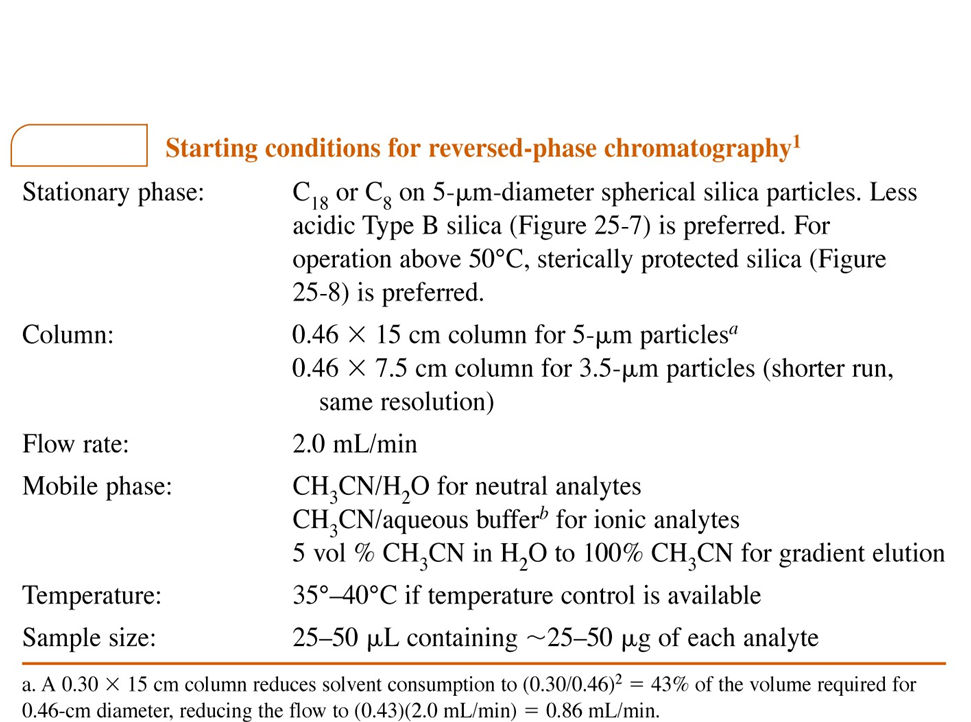 Starting conditions for reversed-phase chromatography¹
Stationary phase: C₁₈ or C₈ on 5-μm-diameter spherical silica particles. Less
acidic Type B silica (Figure 25-7) is preferred. For
operation above 50°C, sterically protected silica (Figure
25-8) is preferred.
Column: 0.46 × 15 cm column for 5-μm particlesᵃ
0.46 × 7.5 cm column for 3.5-μm particles (shorter run,
same resolution)
Flow rate: 2.0 mL/min
Mobile phase: CH₃CN/H₂O for neutral analytes
CH₃CN/aqueous bufferᵇ for ionic analytes
5 vol % CH₃CN in H₂O to 100% CH₃CN for gradient elution
Temperature: 35°–40°C if temperature control is available
Sample size: 25–50 μL containing ~25–50 μg of each analyte
a. A 0.30 × 15 cm column reduces solvent consumption to (0.30/0.46)² = 43% of the volume required for
0.46-cm diameter, reducing the flow to (0.43)(2.0 mL/min) = 0.86 mL/min.